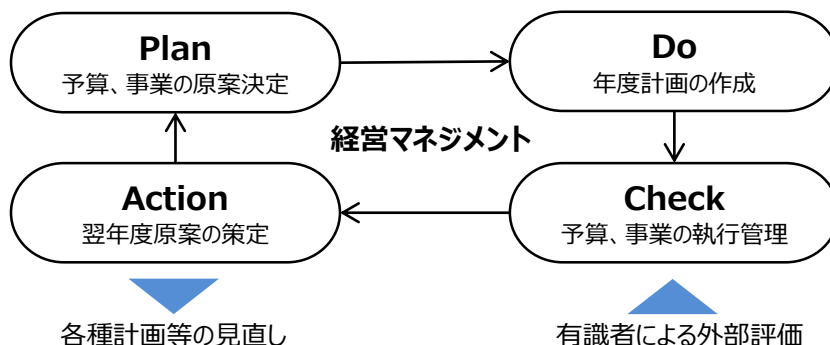 Plan
予算、事業の原案決定
Do
年度計画の作成
経営マネジメント
Action
翌年度原案の策定
Check
予算、事業の執行管理
各種計画等の見直し
有識者による外部評価